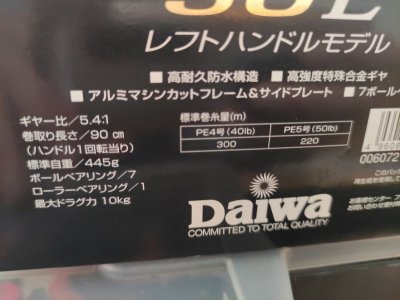 レフトハンドルモデル
■ 高耐久防水構造 ■ 高強度特殊合金ギヤ
■ アルミマシンカットフレーム&サイドプレート ■ 7ボール
ギヤー比／5.4:1
巻取り長さ／90㎝
(ハンドル1回転当り)
標準自重／445g
ボールベアリング／7
ローラーベアリング／1
最大ドラグ力 10kg
標準巻糸量(m)
PE4号(40lb) PE5号(50lb)
300 220
006072
Daiwa
COMMITTED TO TOTAL QUALITY